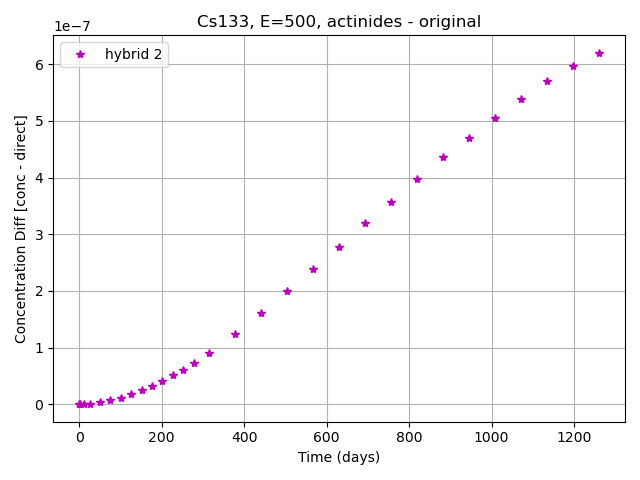 Cs133, E=500, actinides - original
1e−7
hybrid 2
6
5
4
3
2
1
0
Concentration Diff [conc - direct]
0 200 400 600 800 1000 1200
Time (days)